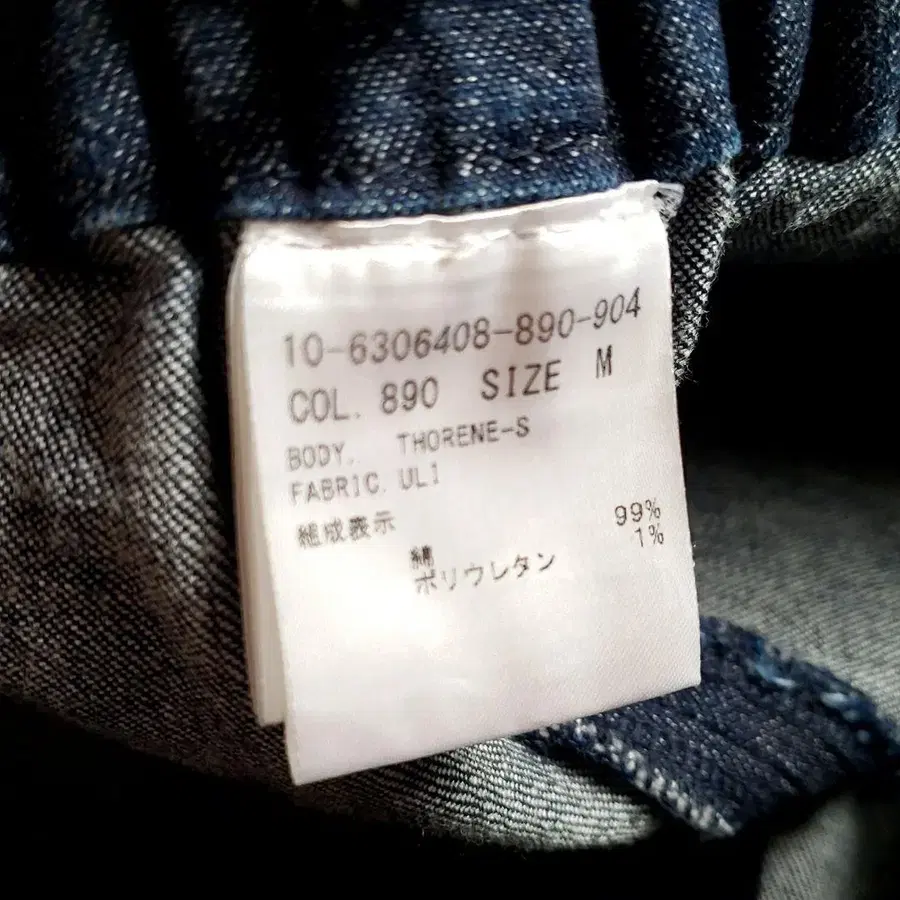 10-6306408-890-904
COL. 890 SIZE M
BODY. THORENE-S
FABRIC. ULI
組成表示
綿 99%
ポリウレタン 1%